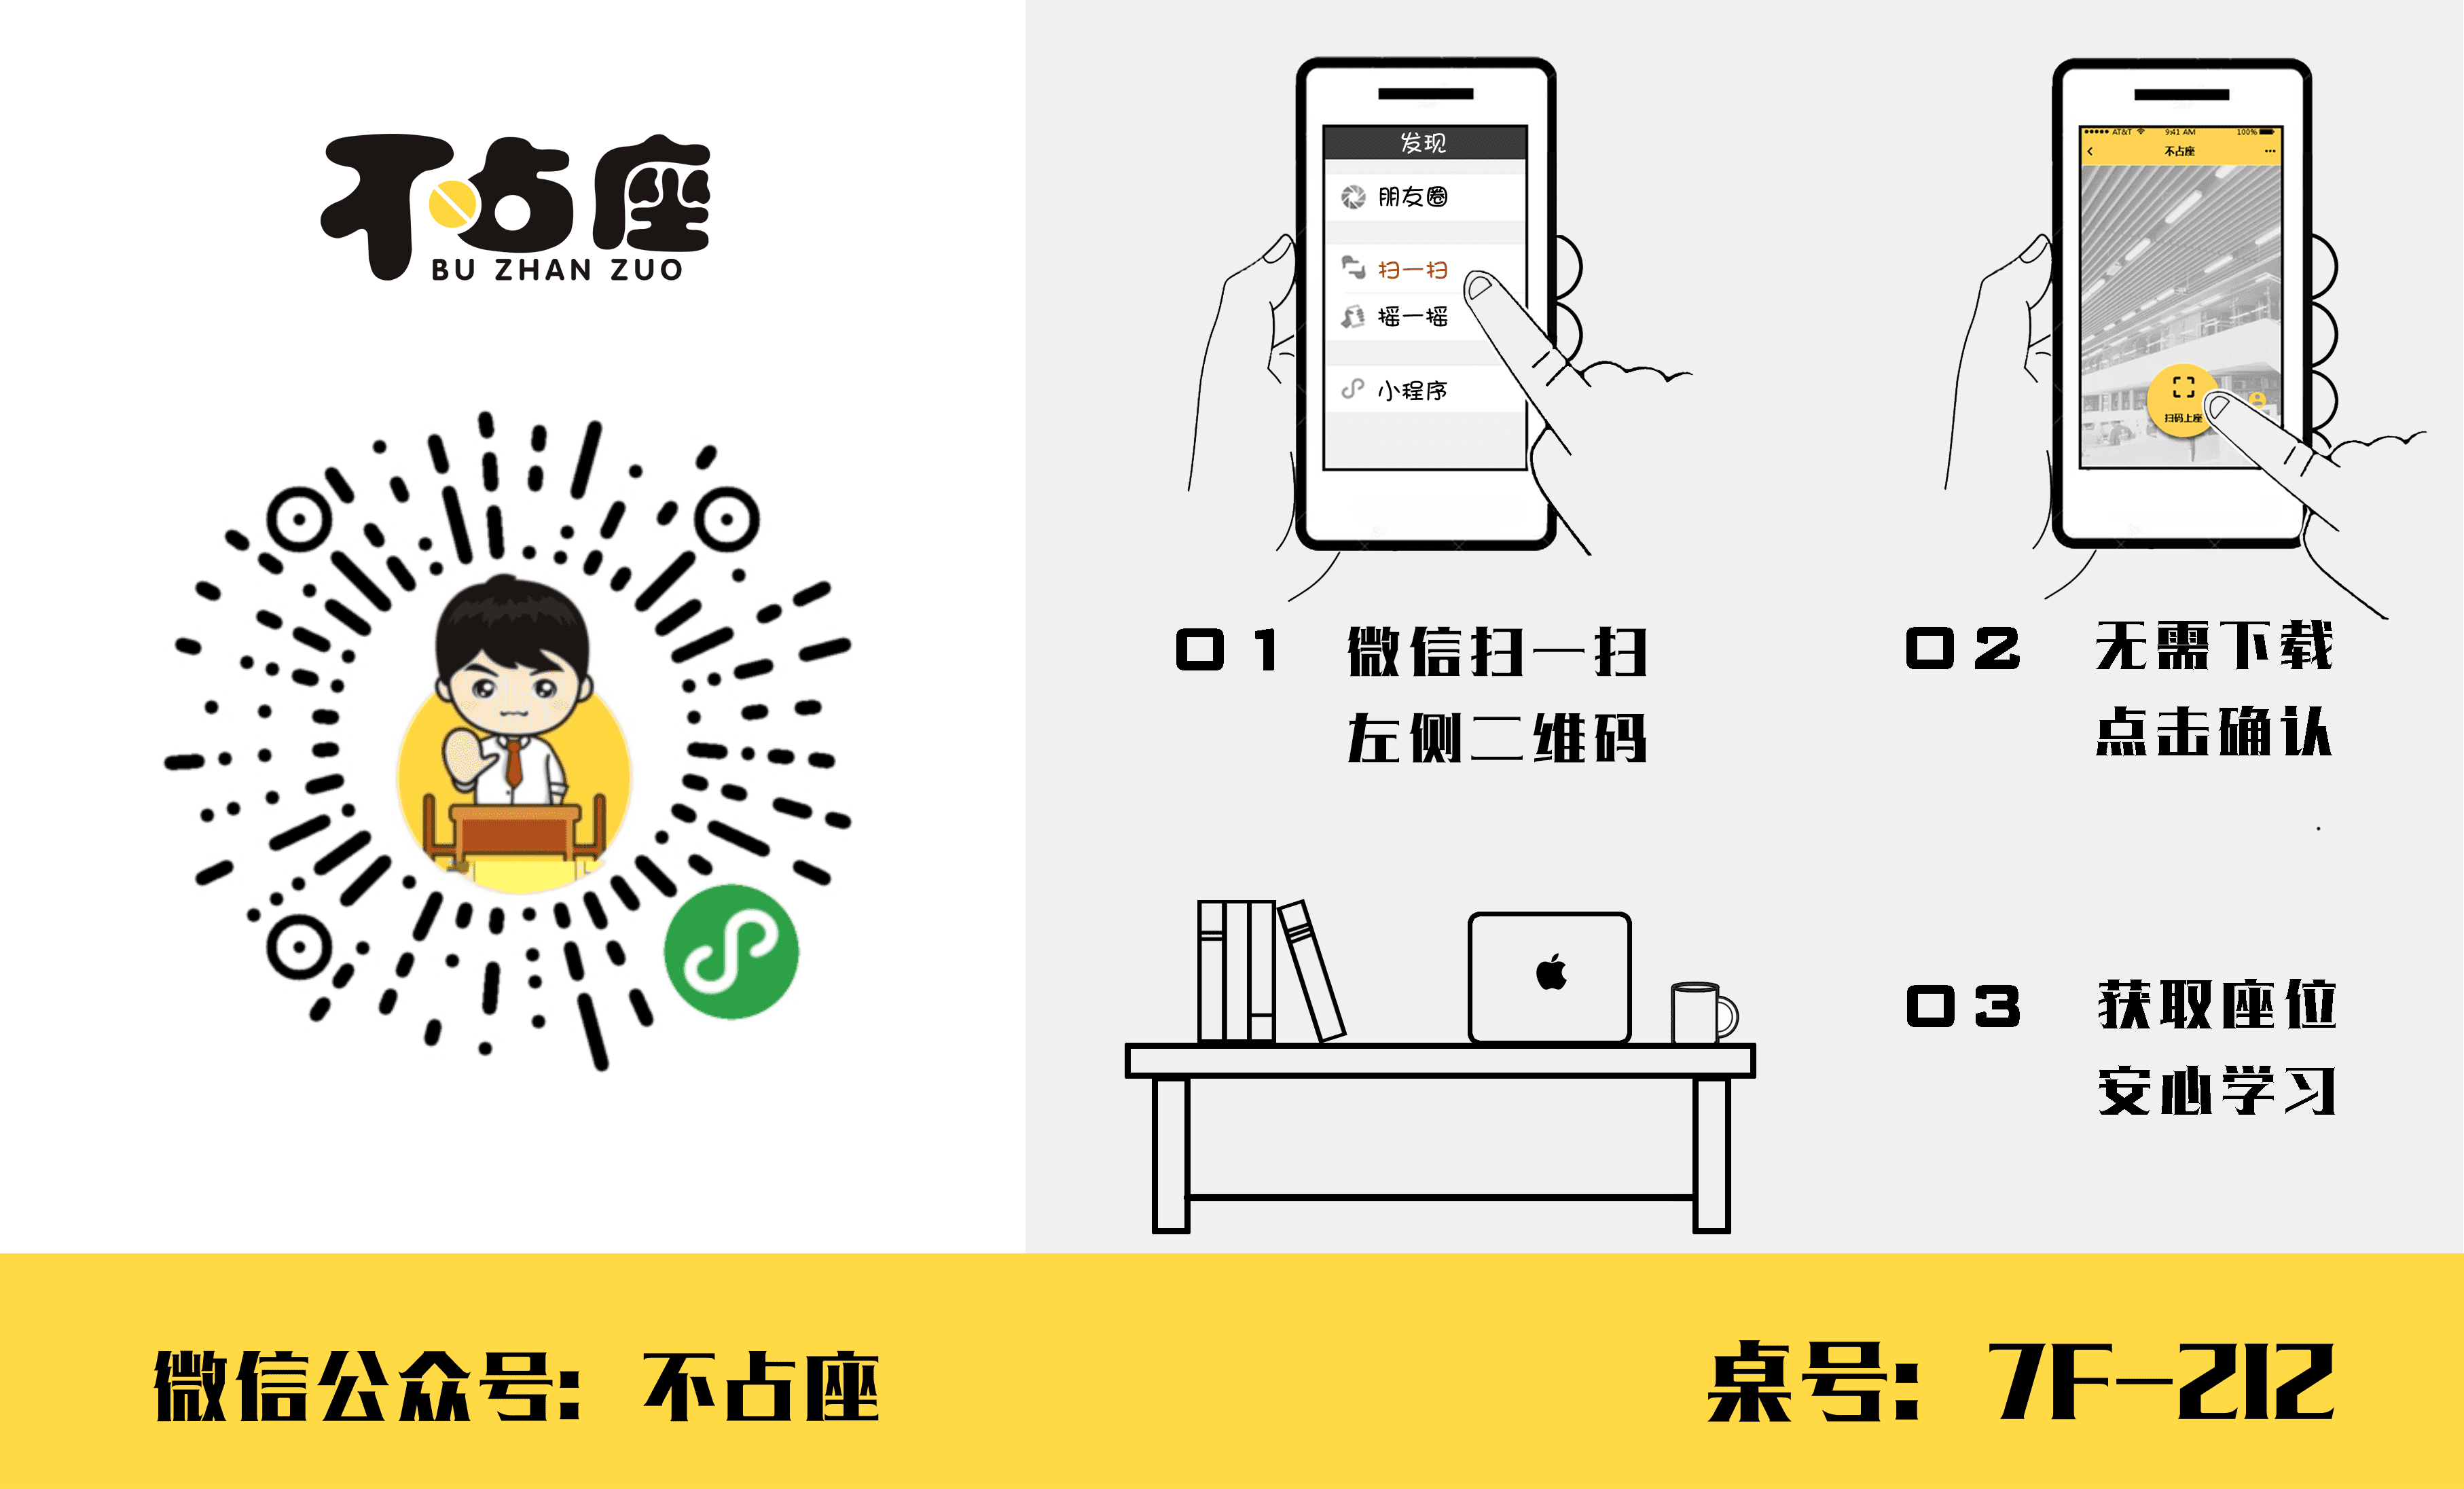 不占座
BU ZHAN ZUO
发现
朋友圈
扫一扫
摇一摇
小程序
AT&T 9:41 AM 100%
不占座
扫码上座
01 微信扫一扫
左侧二维码
02 无需下载
点击确认
03 获取座位
安心学习
微信公众号: 不占座
桌号: 7F-212